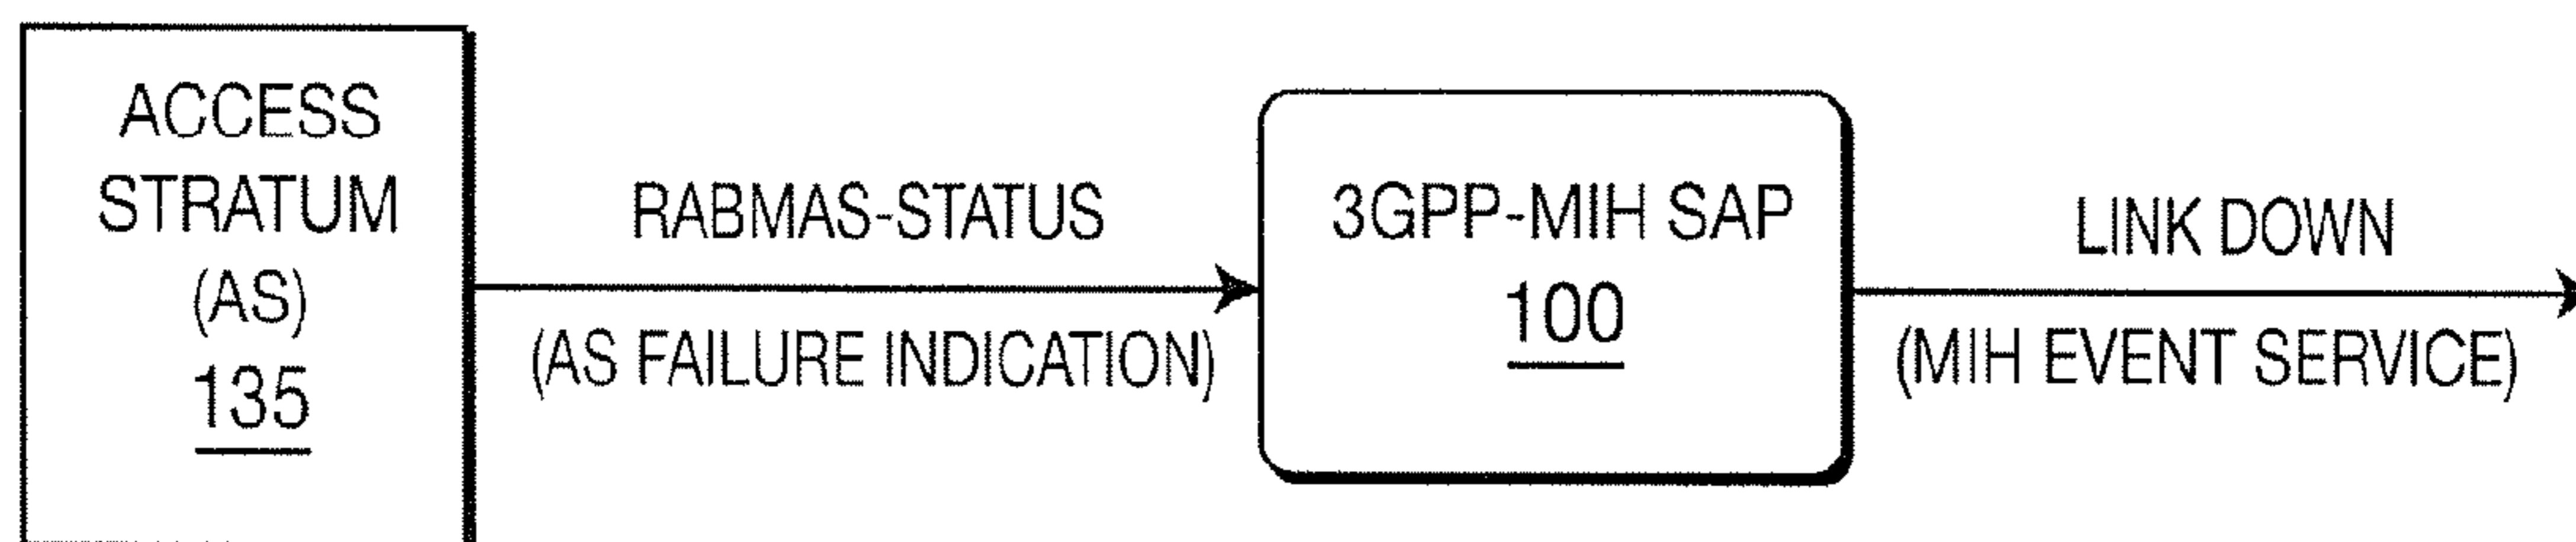 ACCESS
STRATUM
(AS)
135
RABMAS-STATUS
(AS FAILURE INDICATION)
3GPP-MIH SAP
100
LINK DOWN
(MIH EVENT SERVICE)